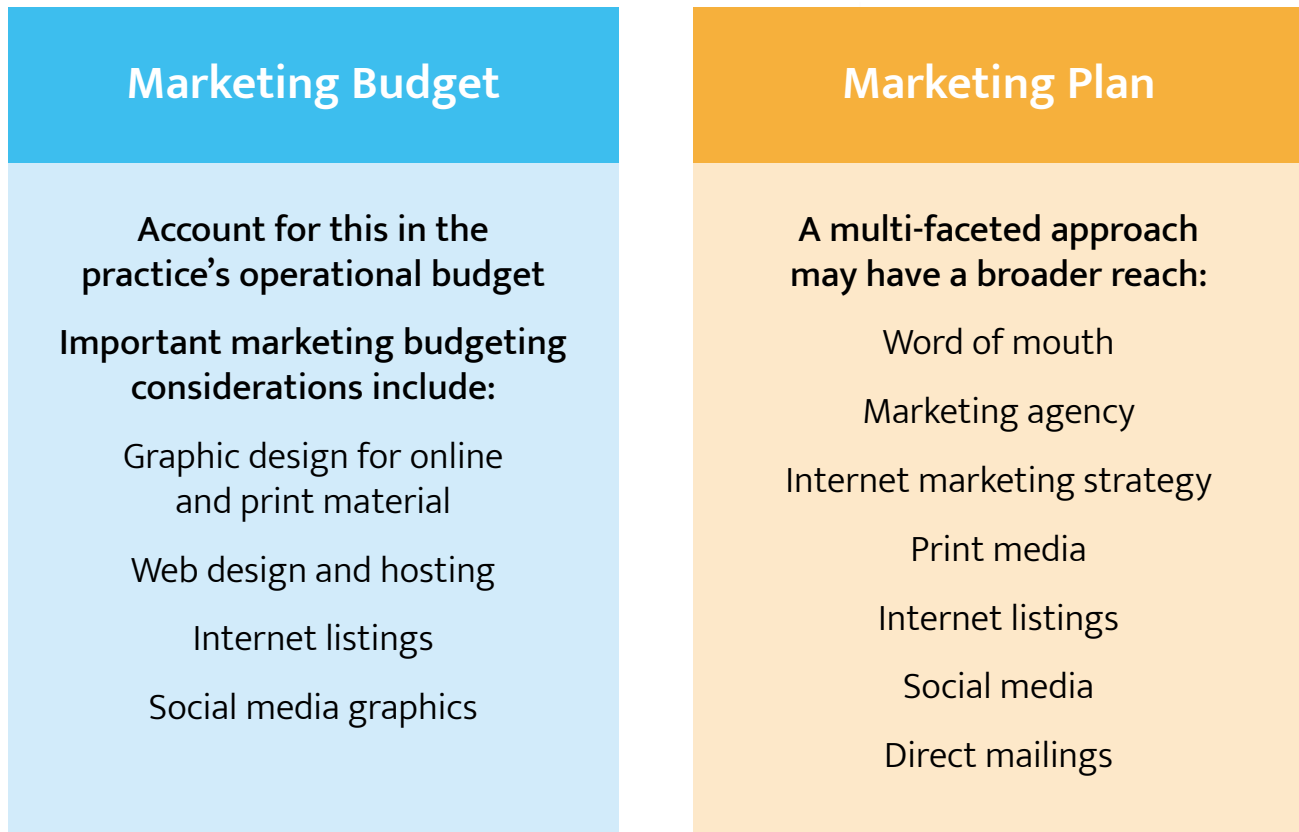 Marketing Budget
Account for this in the
practice’s operational budget
Important marketing budgeting
considerations include:
Graphic design for online
and print material
Web design and hosting
Internet listings
Social media graphics
Marketing Plan
A multi-faceted approach
may have a broader reach:
Word of mouth
Marketing agency
Internet marketing strategy
Print media
Internet listings
Social media
Direct mailings